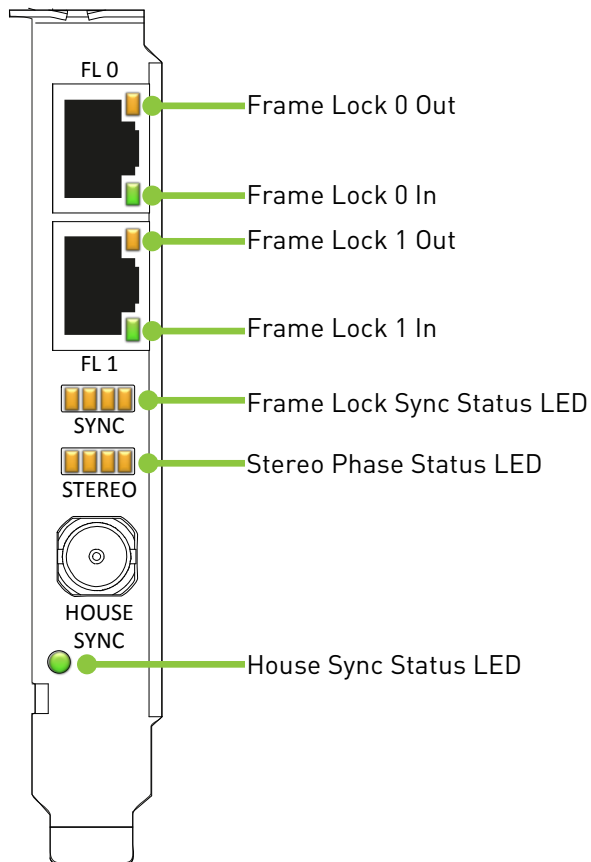 FL 0
Frame Lock 0 Out
Frame Lock 0 In
Frame Lock 1 Out
Frame Lock 1 In
FL 1
Frame Lock Sync Status LED
SYNC
Stereo Phase Status LED
STEREO
HOUSE
SYNC
House Sync Status LED